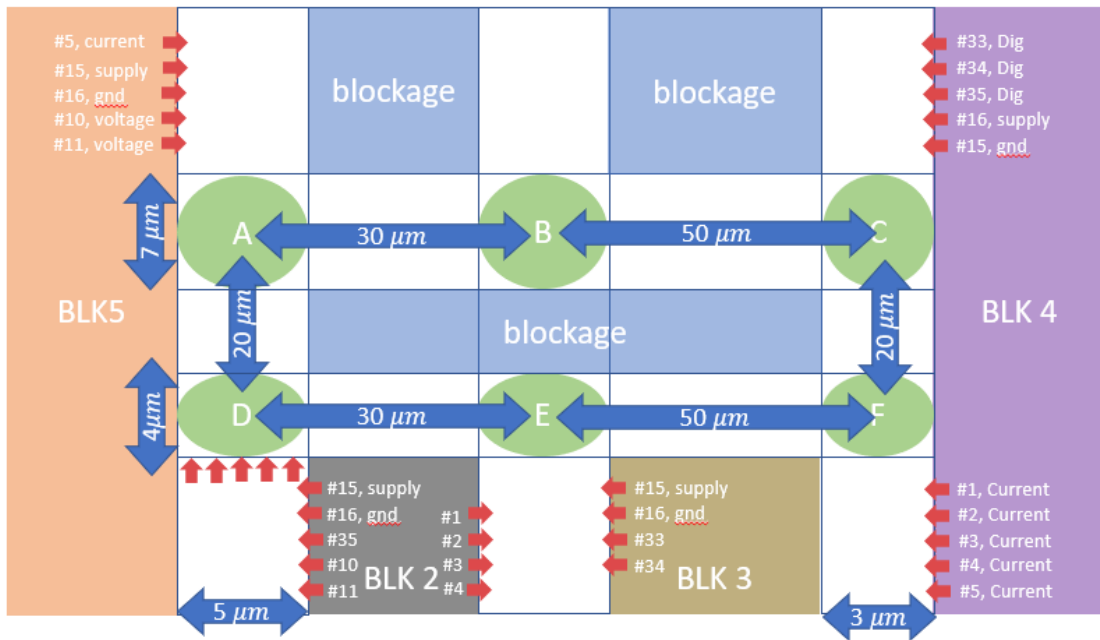 #5, current
#15, supply
#16, gnd
#10, voltage
#11, voltage
blockage
blockage
#33, Dig
#34, Dig
#35, Dig
#16, supply
#15, gnd
7 μm
A
30 μm
B
50 μm
C
BLK5
20 μm
blockage
20 μm
BLK 4
4μm
D
30 μm
E
50 μm
F
#15, supply
#16, gnd
#35
#10
#11
#1
#2
#3
#4
BLK 2
#15, supply
#16, gnd
#33
#34
BLK 3
#1, Current
#2, Current
#3, Current
#4, Current
#5, Current
5 μm
3 μm